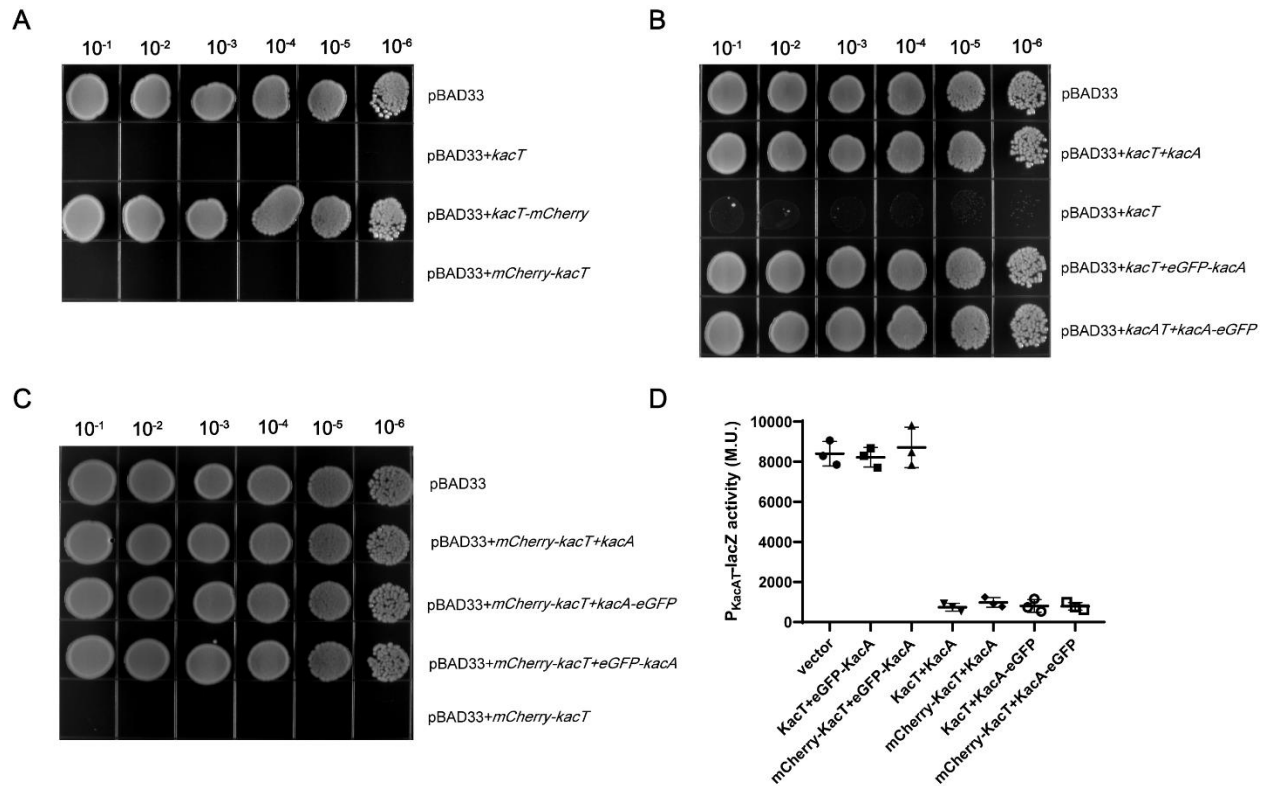 A
10-1 10-2 10-3 10-4 10-5 10-6
pBAD33
pBAD33+kacT
pBAD33+kacT-mCherry
pBAD33+mCherry-kacT
B
10-1 10-2 10-3 10-4 10-5 10-6
pBAD33
pBAD33+kacT+kacA
pBAD33+kacT
pBAD33+kacT+eGFP-kacA
pBAD33+kacAT+kacA-eGFP
C
10-1 10-2 10-3 10-4 10-5 10-6
pBAD33
pBAD33+mCherry-kacT+kacA
pBAD33+mCherry-kacT+kacA-eGFP
pBAD33+mCherry-kacT+eGFP-kacA
pBAD33+mCherry-kacT
D
PKacAT-lacZ activity (M.U.)
10000
8000
6000
4000
2000
0
vector
KacT+eGFP-KacA
mCherry-KacT+eGFP-KacA
KacT+KacA
mCherry-KacT+KacA
KacT+KacA-eGFP
mCherry-KacT+KacA-eGFP